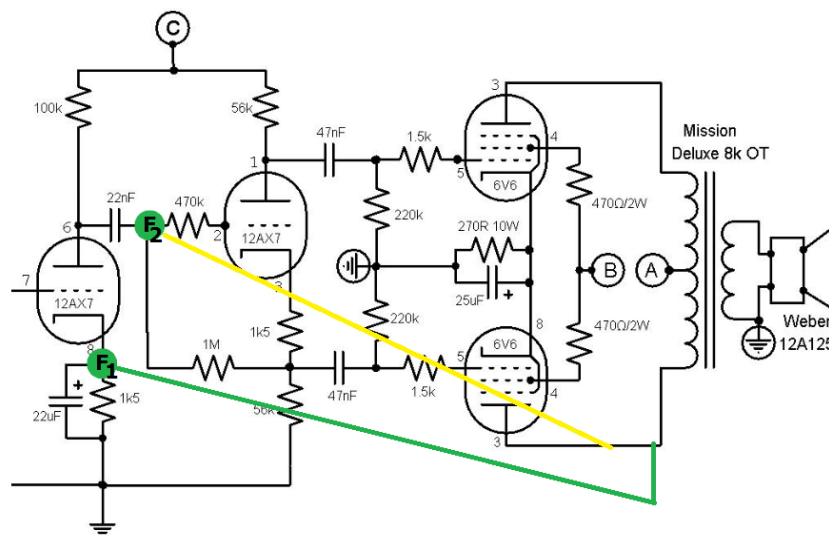 C
100k
56k
47nF
1.5k
3
4
5
6V6
Mission
Deluxe 8k OT
470Ω/2W
22nF
F2
470k
1
2
12AX7
3
6
7
12AX7
8
220k
270R 10W
25uF
+
B
A
Weber
12A125
F1
1k5
22uF
+
1M
1k5
56k
47nF
220k
1.5k
8
6V6
5
4
3
470Ω/2W